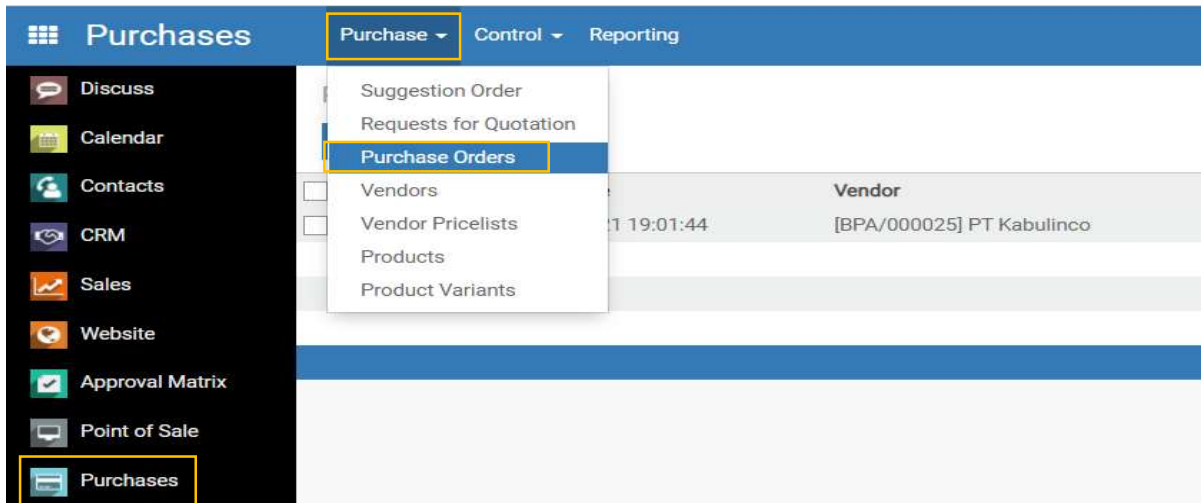 Purchases
Purchase Control Reporting
Discuss
Calendar
Contacts
CRM
Sales
Website
Approval Matrix
Point of Sale
Purchases
Suggestion Order
Requests for Quotation
Purchase Orders
Vendors
Vendor Pricelists
Products
Product Variants
Vendor
19:01:44 [BPA/000025] PT Kabulinco